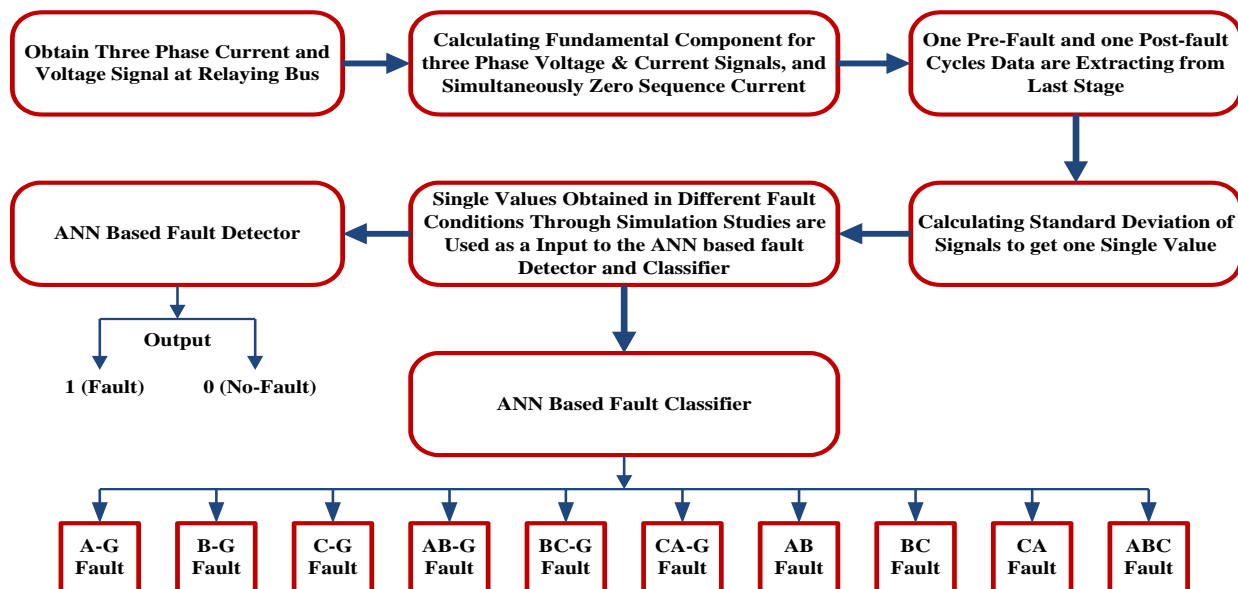 Obtain Three Phase Current and
Voltage Signal at Relaying Bus
Calculating Fundamental Component for
three Phase Voltage & Current Signals, and
Simultaneously Zero Sequence Current
One Pre-Fault and one Post-fault
Cycles Data are Extracting from
Last Stage
Calculating Standard Deviation of
Signals to get one Single Value
Single Values Obtained in Different Fault
Conditions Through Simulation Studies are
Used as a Input to the ANN based fault
Detector and Classifier
ANN Based Fault Detector
Output
1 (Fault)
0 (No-Fault)
ANN Based Fault Classifier
A-G
Fault
B-G
Fault
C-G
Fault
AB-G
Fault
BC-G
Fault
CA-G
Fault
AB
Fault
BC
Fault
CA
Fault
ABC
Fault